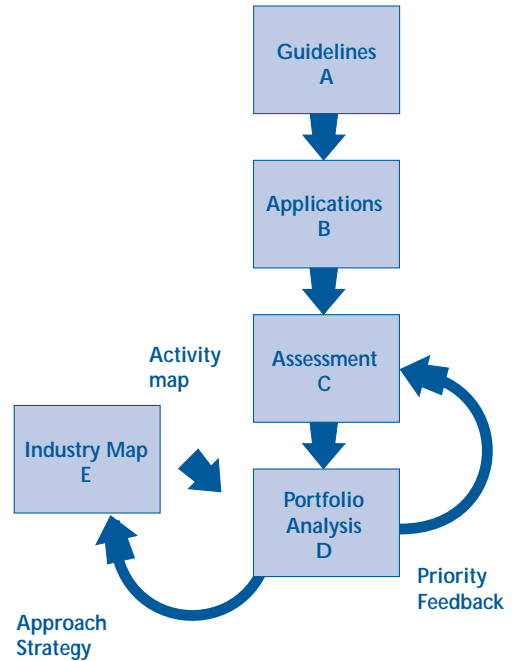 Guidelines
A
Applications
B
Assessment
C
Activity
map
Industry Map
E
Portfolio
Analysis
D
Priority
Feedback
Approach
Strategy